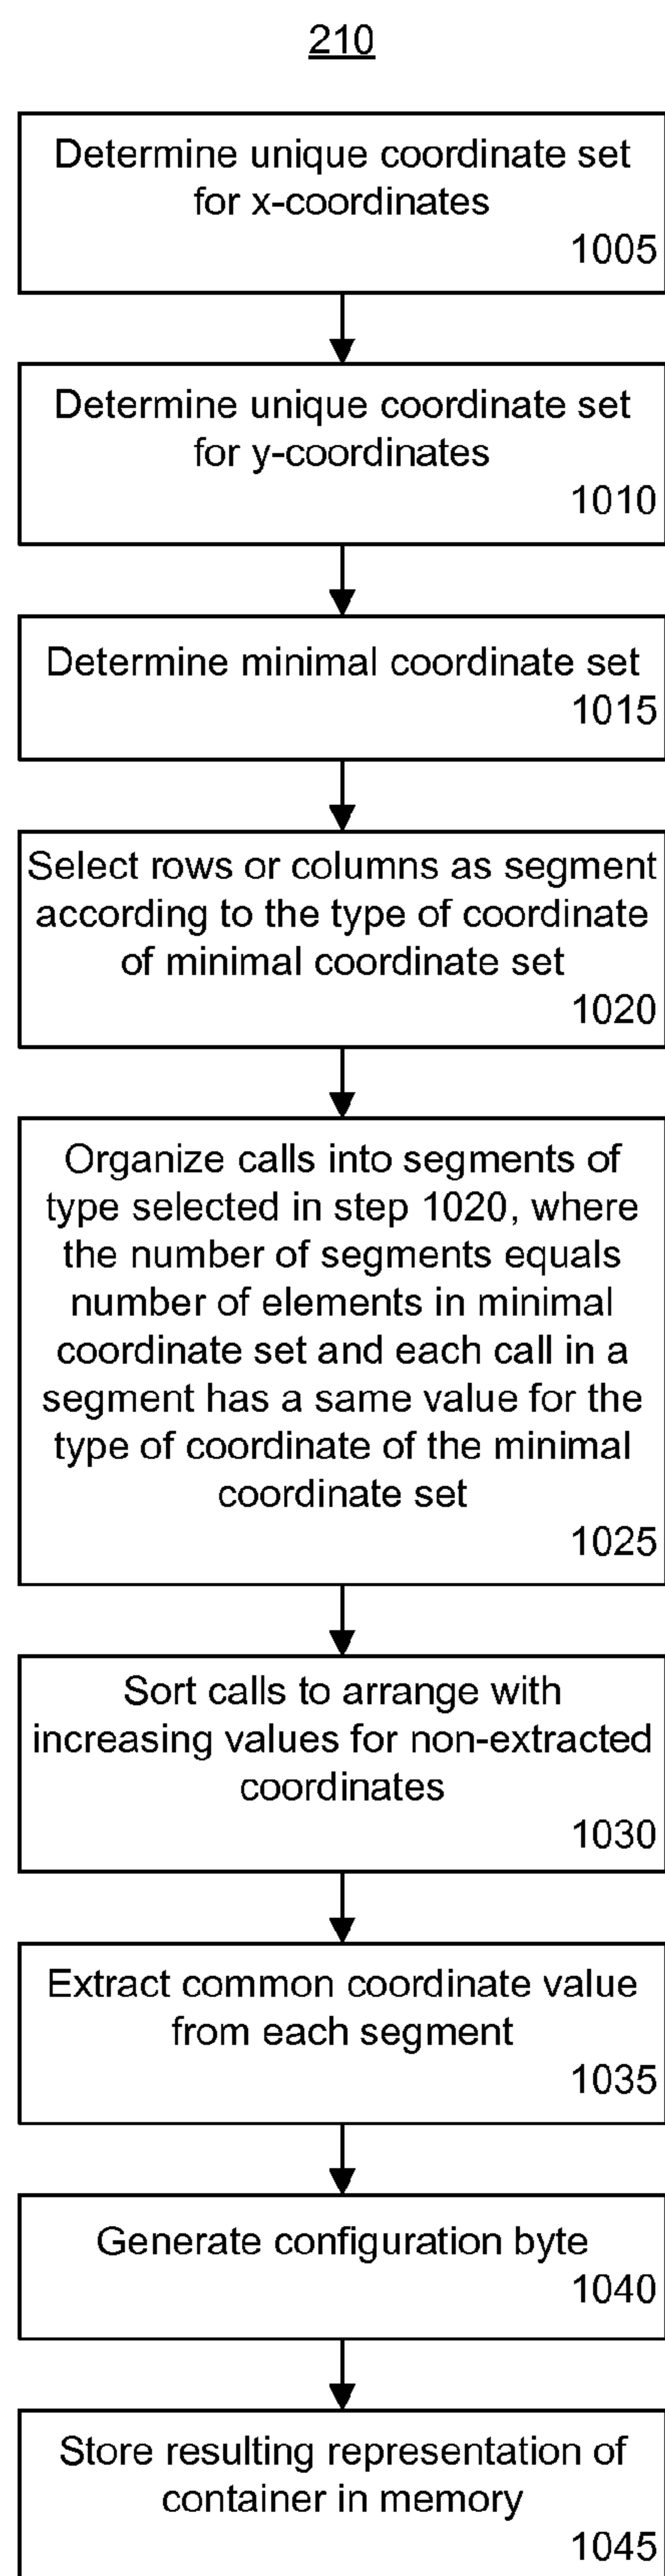 210
Determine unique coordinate set
for x-coordinates
1005
Determine unique coordinate set
for y-coordinates
1010
Determine minimal coordinate set
1015
Select rows or columns as segment
according to the type of coordinate
of minimal coordinate set
1020
Organize calls into segments of
type selected in step 1020, where
the number of segments equals
number of elements in minimal
coordinate set and each call in a
segment has a same value for the
type of coordinate of the minimal
coordinate set
1025
Sort calls to arrange with
increasing values for non-extracted
coordinates
1030
Extract common coordinate value
from each segment
1035
Generate configuration byte
1040
Store resulting representation of
container in memory
1045